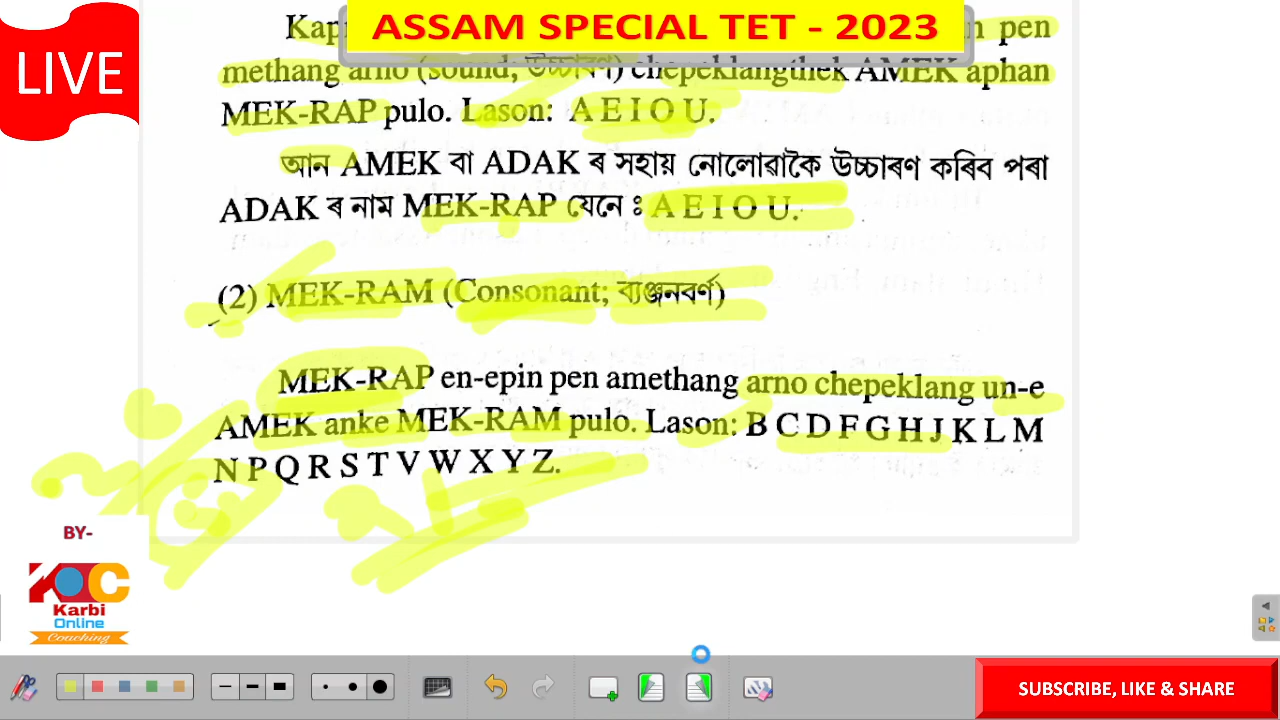 ASSAM SPECIAL TET - 2023
LIVE
pen
methang arno (sound; উচ্চাৰণ) chepeklangthek AMEK aphan
MEK-RAP pulo. Lason: A E I O U.
আন AMEK বা ADAK ৰ সহায় নোলোৱাকৈ উচ্চাৰণ কৰিব পৰা
ADAK ৰ নাম MEK-RAP যেনে ঃ A E I O U.
(2) MEK-RAM (Consonant; ব্যঞ্জনবৰ্ণ)
MEK-RAP en-epin pen amethang arno chepeklang un-e
AMEK anke MEK-RAM pulo. Lason: B C D F G H J K L M
N P Q R S T V W X Y Z.
BY-
KOC
Karbi
Online
Coaching
SUBSCRIBE, LIKE & SHARE